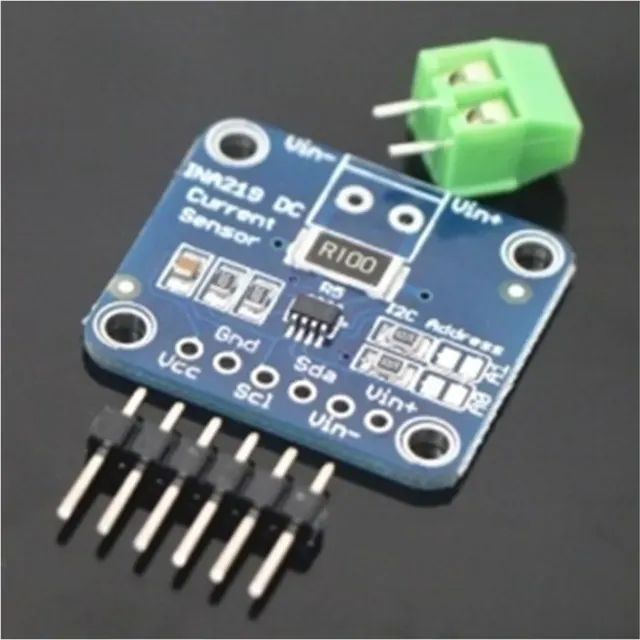 Vin-
INA219 DC
Current
Sensor
Vin+
R100
R5
I2C Address
A1
A0
Vcc
Gnd
Scl
Sda
Vin-
Vin+